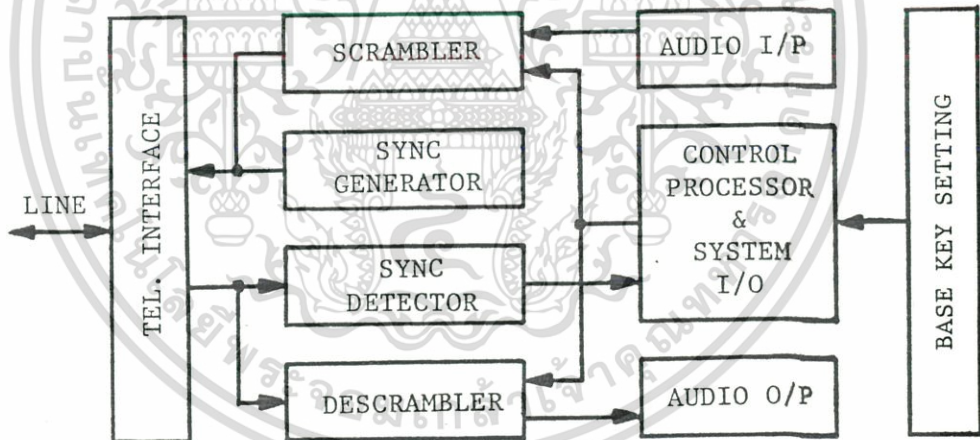 SCRAMBLER
AUDIO I/P
SYNC
GENERATOR
CONTROL
PROCESSOR
&
SYSTEM
I/O
LINE
TEL. INTERFACE
SYNC
DETECTOR
BASE KEY SETTING
DESCRAMBLER
AUDIO O/P